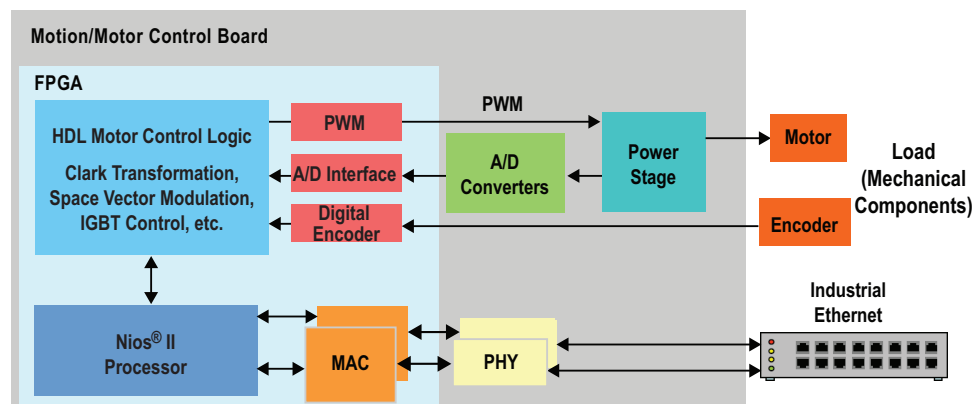 Motion/Motor Control Board
FPGA
HDL Motor Control Logic
Clark Transformation,
Space Vector Modulation,
IGBT Control, etc.
PWM
A/D Interface
Digital
Encoder
PWM
A/D
Converters
Power
Stage
Motor
Encoder
Load
(Mechanical
Components)
Nios® II
Processor
MAC
PHY
Industrial
Ethernet